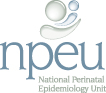 npeu
National Perinatal
Epidemiology Unit